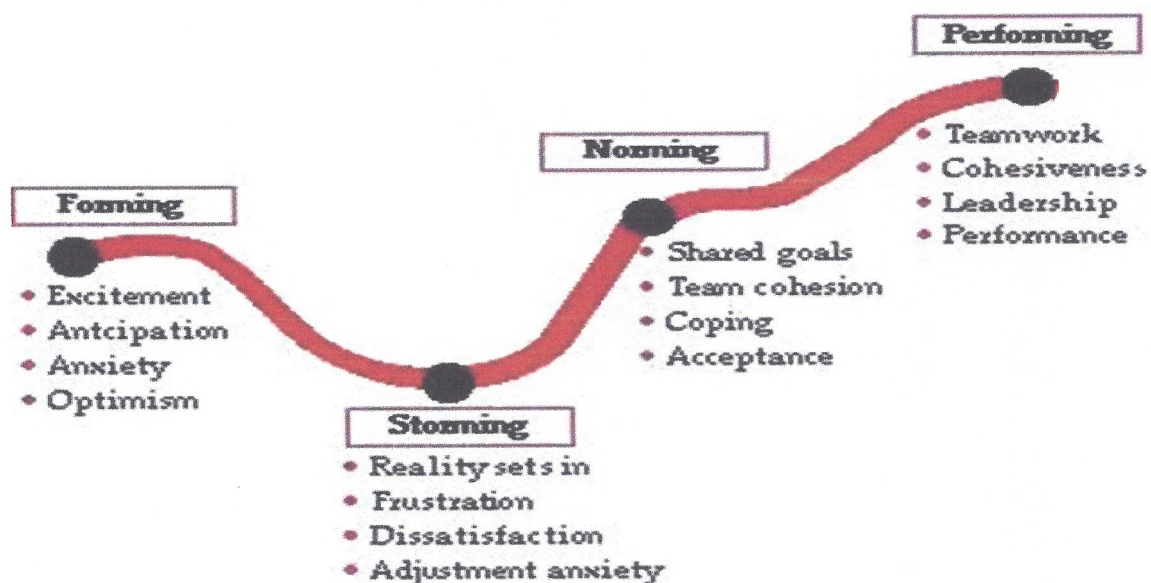 Forming
• Excitement
• Antcipation
• Anxiety
• Optimism
Storming
• Reality sets in
• Frustration
• Dissatisfaction
• Adjustment anxiety
Norming
• Shared goals
• Team cohesion
• Coping
• Acceptance
Performing
• Teamwork
• Cohesiveness
• Leadership
• Performance